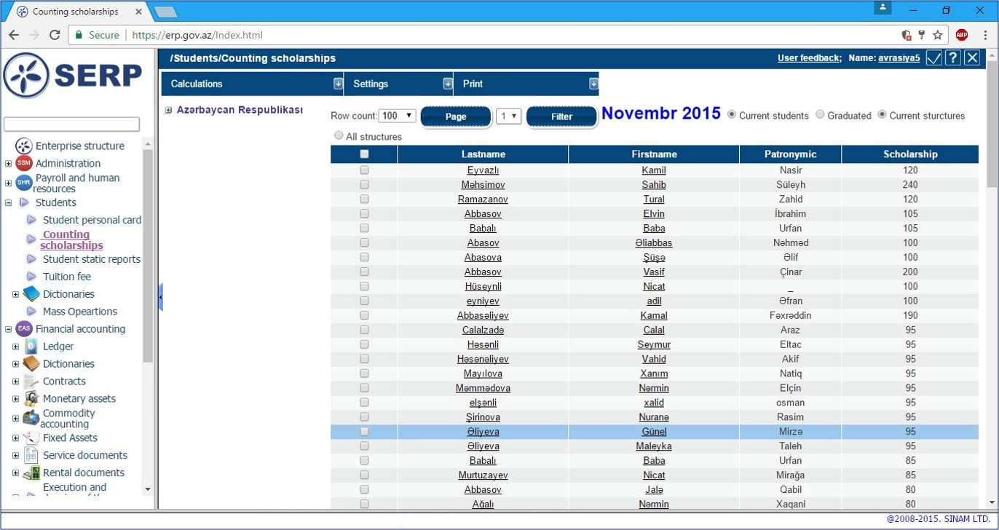 Counting scholarships
Secure
https://erp.gov.az/Index.html
ABP
SERP
/Students/Counting scholarships
User feedback; Name: avrasiya5
?
Calculations
Settings
Print
Enterprise structure
SSM Administration
SHR Payroll and human
resources
Students
Student personal card
Counting
scholarships
Student static reports
Tuition fee
Dictionaries
Mass Opeartions
EAS Financial accounting
Ledger
Dictionaries
Contracts
Monetary assets
Commodity
accounting
Fixed Assets
Service documents
Rental documents
Execution and
Azərbaycan Respublikası
Row count: 100 Page 1 Filter Novembr 2015 Current students Graduated Current sturctures
All structures
Lastname Firstname Patronymic Scholarship
Eyvazlı Kamil Nasir 120
Məhsimov Sahib Süleyh 240
Ramazanov Tural Zahid 120
Abbasov Elvin İbrahim 105
Babalı Baba Urfan 105
Abasov Əliabbas Nəhməd 100
Abasova Şüşə Əlif 100
Abbasov Vasif Çinar 200
Hüseynli Nicat _ 100
eyniyev adil Əfran 100
Abbasəliyev Kamal Fəxrəddin 190
Calalzadə Calal Araz 95
Həsənli Seymur Eltac 95
Həsənəliyev Vahid Akif 95
Mayılova Xanım Natiq 95
Məmmədova Nərmin Elçin 95
elşənli xalid osman 95
Şirinova Nuranə Rasim 95
Əliyeva Günel Mirzə 95
Əliyeva Maleyka Taleh 95
Babalı Baba Urfan 85
Murtuzayev Nicat Mirağa 85
Abbasov Jalə Qabil 80
Ağalı Nərmin Xaqani 80
@2008-2015. SINAM LTD.